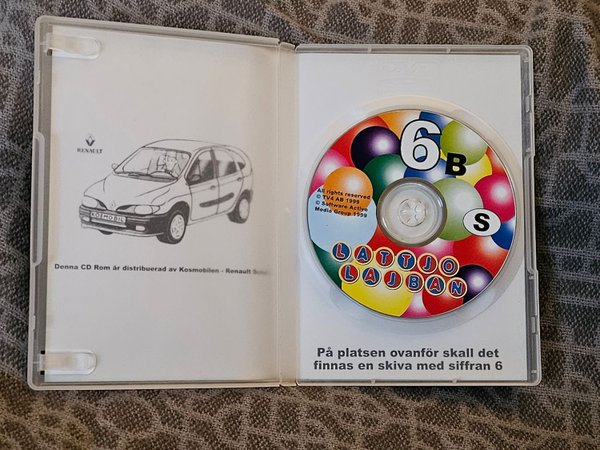 RENAULT
KOSMOBIL
Denna CD Rom är distribuerad av Kosmobilen - Renault
6
B
S
All rights reserved
© TV4 AB 1999
© Software Active
Media Group 1999
LATTJO
LAJBAN
På platsen ovanför skall det
finnas en skiva med siffran 6